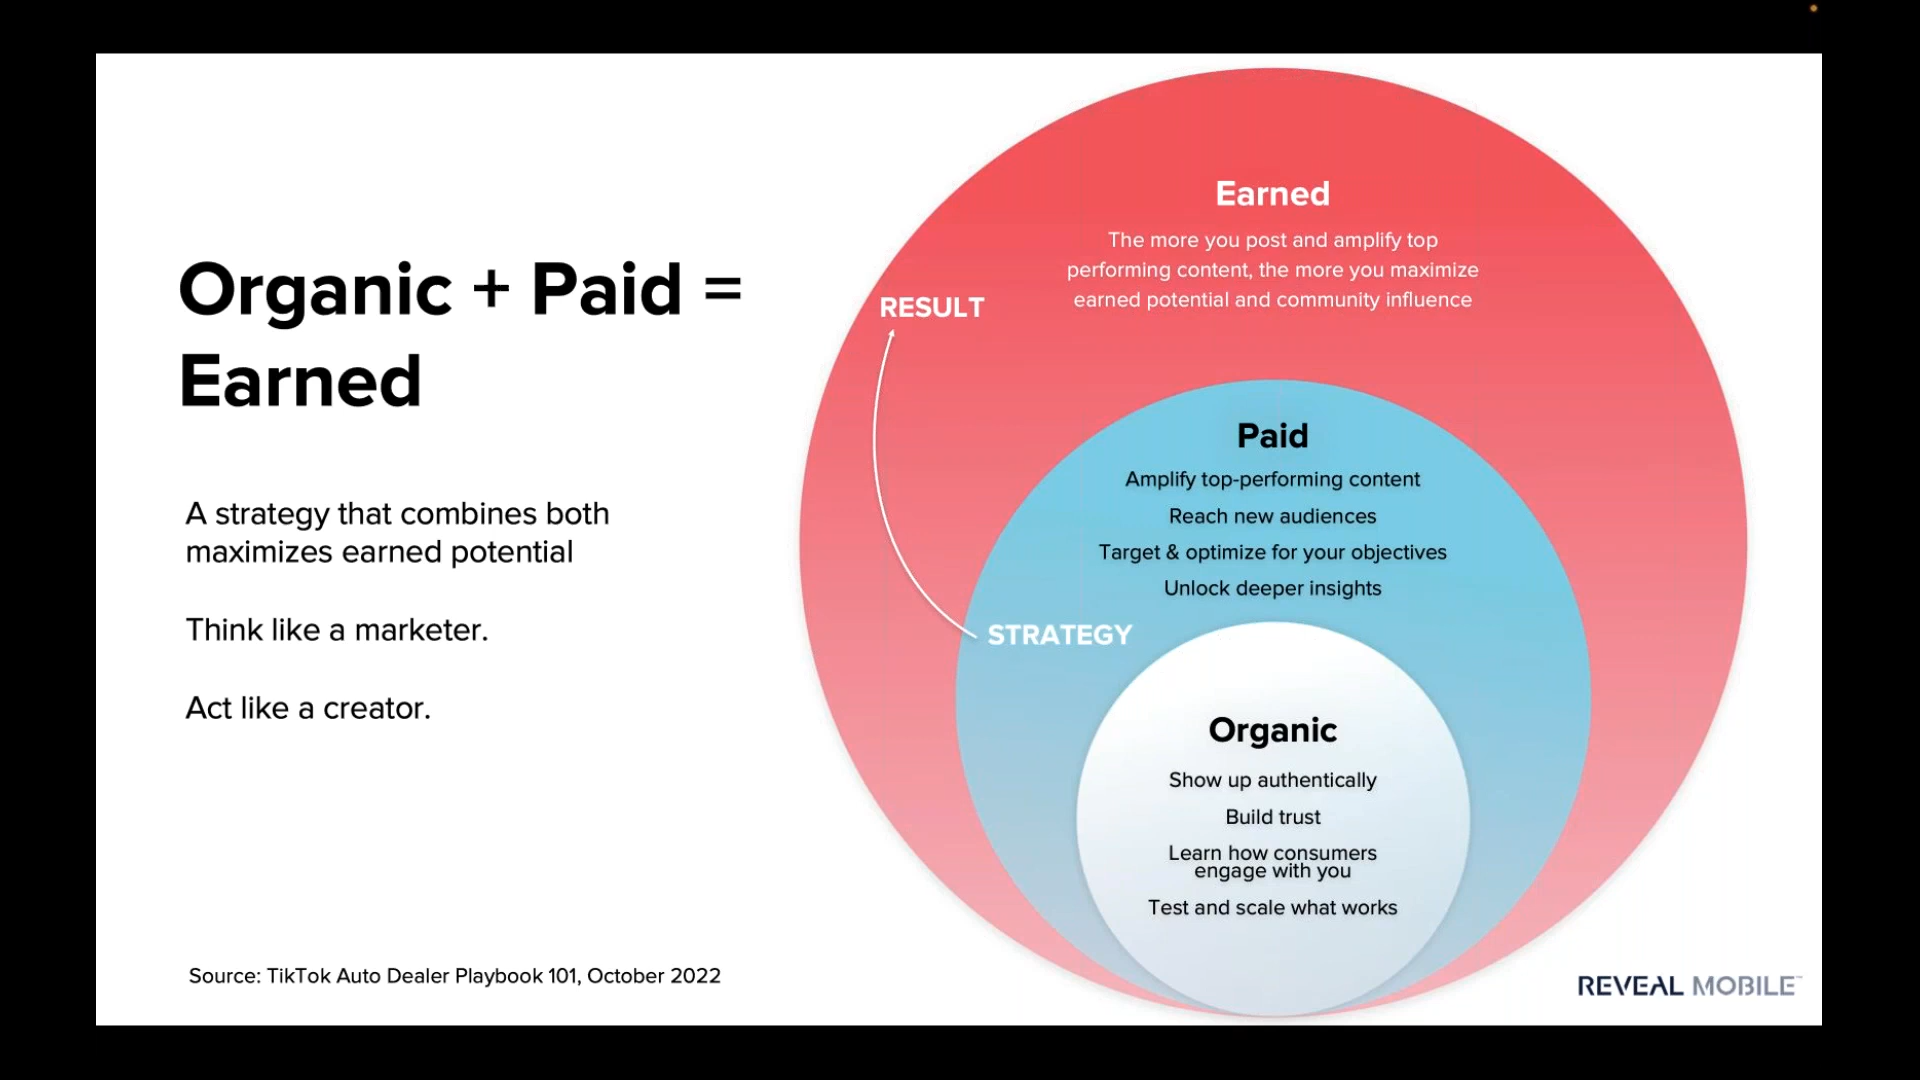 Organic + Paid =
Earned
A strategy that combines both
maximizes earned potential
Think like a marketer.
Act like a creator.
Source: TikTok Auto Dealer Playbook 101, October 2022
Earned
The more you post and amplify top
performing content, the more you maximize
earned potential and community influence
RESULT
Paid
Amplify top-performing content
Reach new audiences
Target & optimize for your objectives
Unlock deeper insights
STRATEGY
Organic
Show up authentically
Build trust
Learn how consumers
engage with you
Test and scale what works
REVEAL MOBILE™